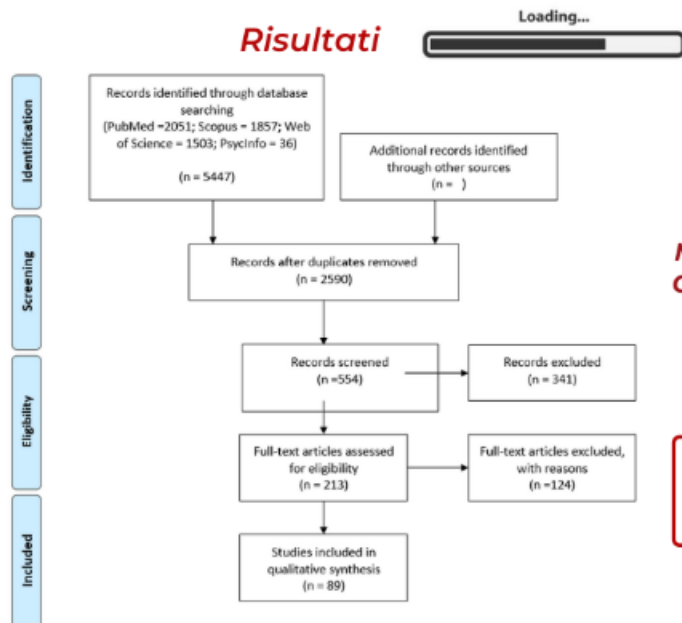 Loading...
Risultati
Identification
Records identified through database
searching
(PubMed =2051; Scopus = 1857; Web
of Science = 1503; PsycInfo = 36)
(n = 5447)
Additional records identified
through other sources
(n = )
Screening
Records after duplicates removed
(n = 2590)
Records screened
(n =554)
Records excluded
(n = 341)
Eligibility
Full-text articles assessed
for eligibility
(n = 213)
Full-text articles excluded,
with reasons
(n =124)
Included
Studies included in
qualitative synthesis
(n = 89)